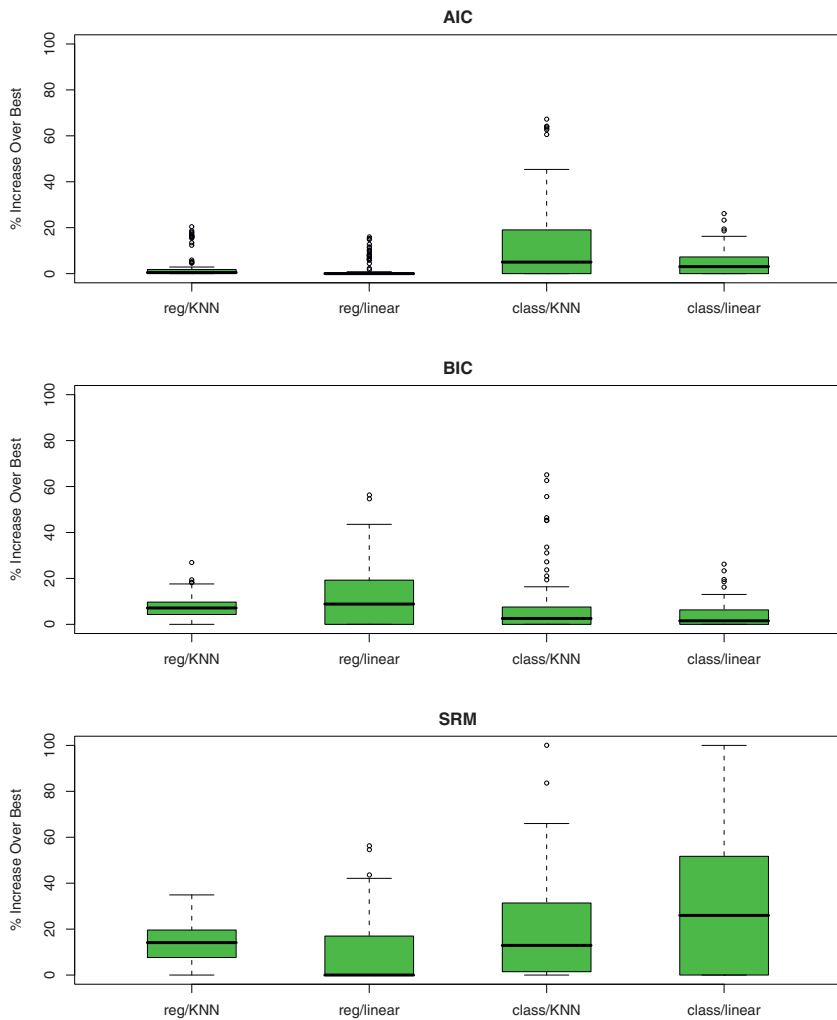 AIC
% Increase Over Best
100
80
60
40
20
0
reg/KNN reg/linear class/KNN class/linear
BIC
% Increase Over Best
100
80
60
40
20
0
reg/KNN reg/linear class/KNN class/linear
SRM
% Increase Over Best
100
80
60
40
20
0
reg/KNN reg/linear class/KNN class/linear